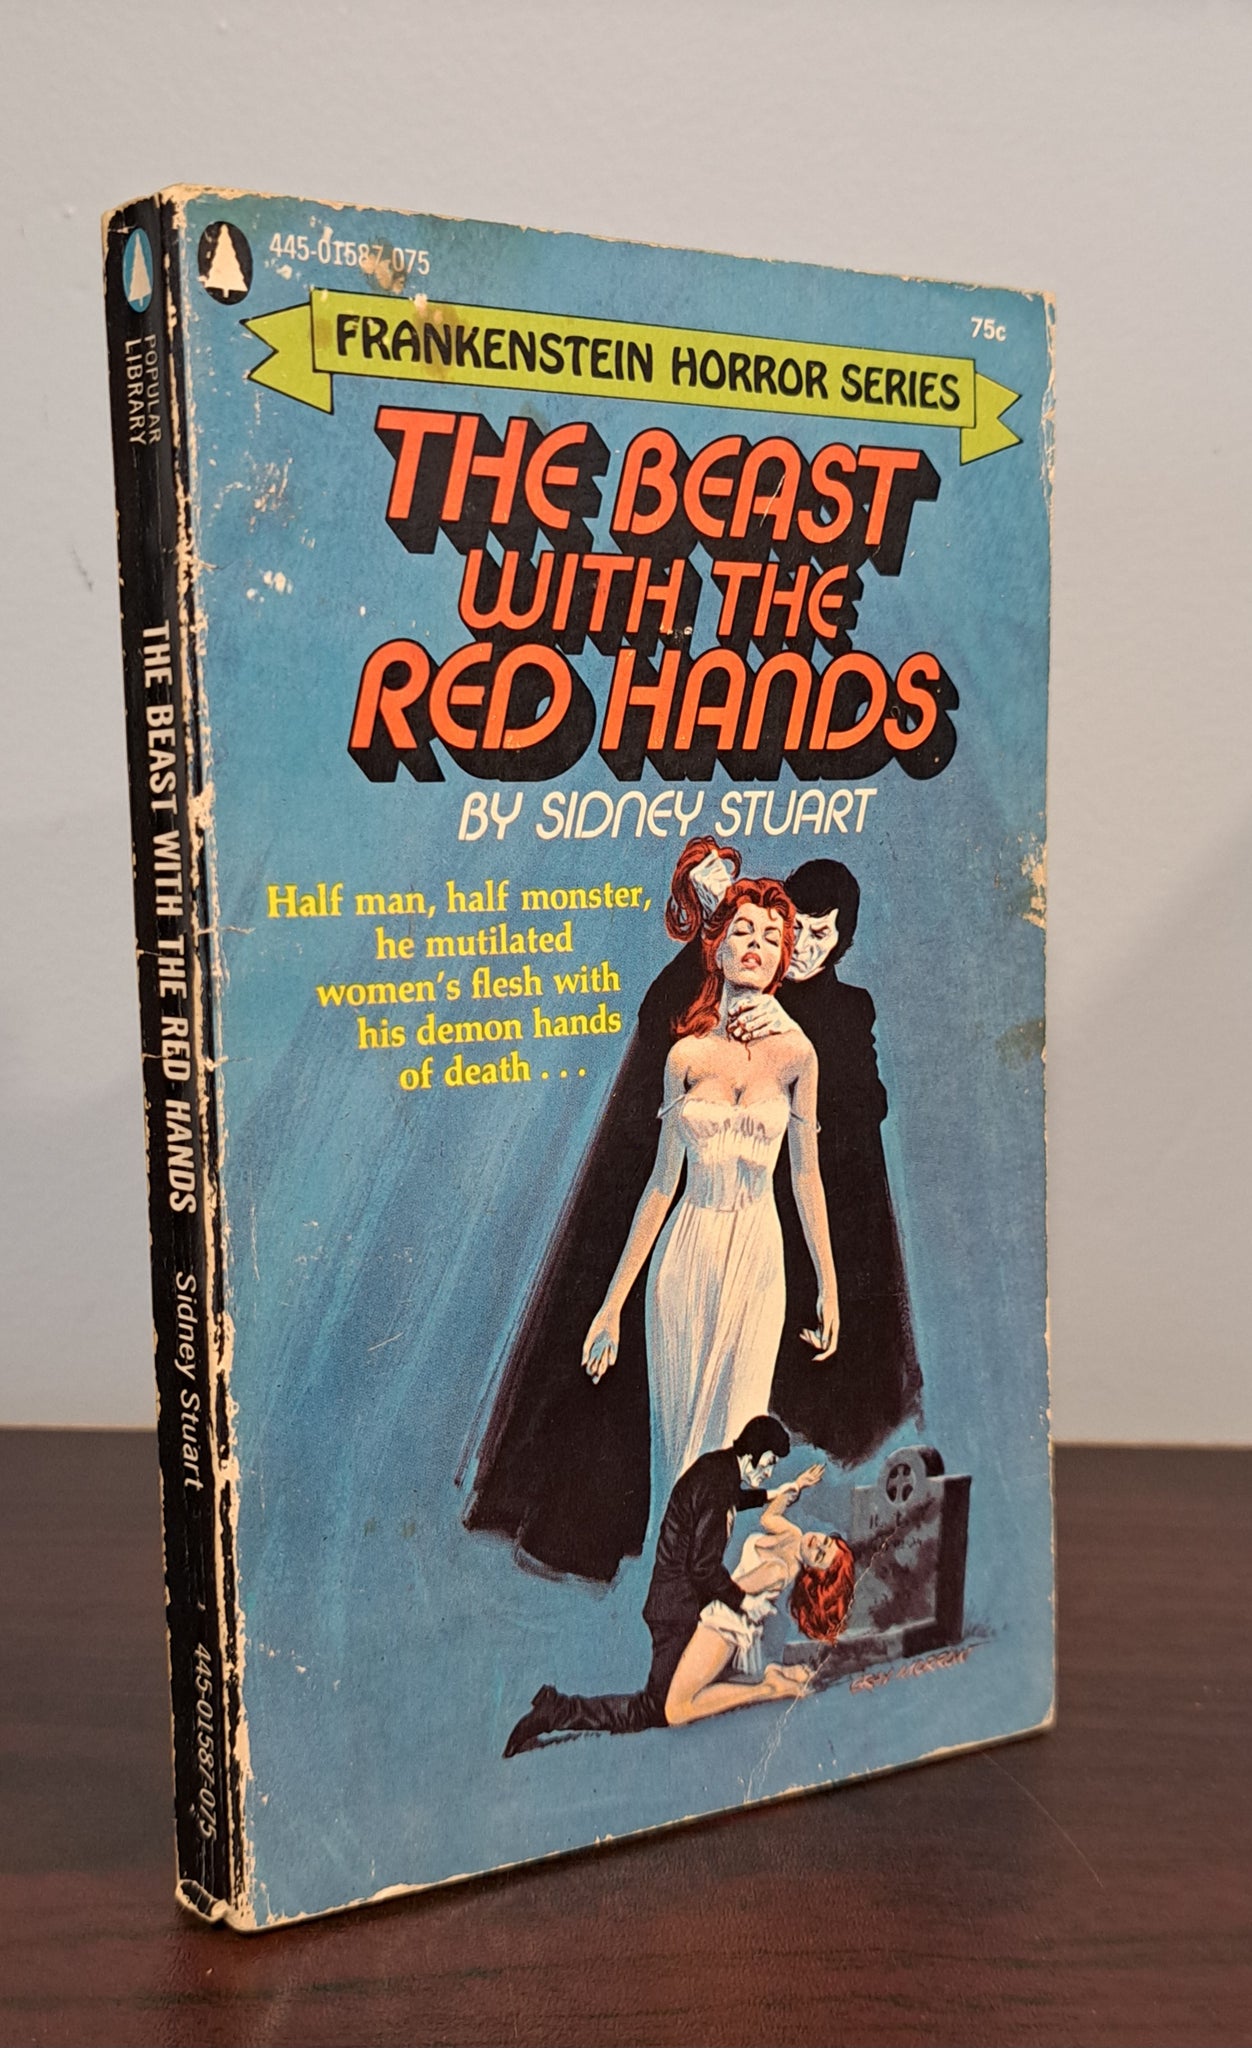 POPULAR
LIBRARY
THE BEAST WITH THE RED HANDS Sidney Stuart 445-01587-075
445-01587-075
75c
FRANKENSTEIN HORROR SERIES
THE BEAST
WITH THE
RED HANDS
BY SIDNEY STUART
Half man, half monster,
he mutilated
women's flesh with
his demon hands
of death . . .
GRAY MORROW